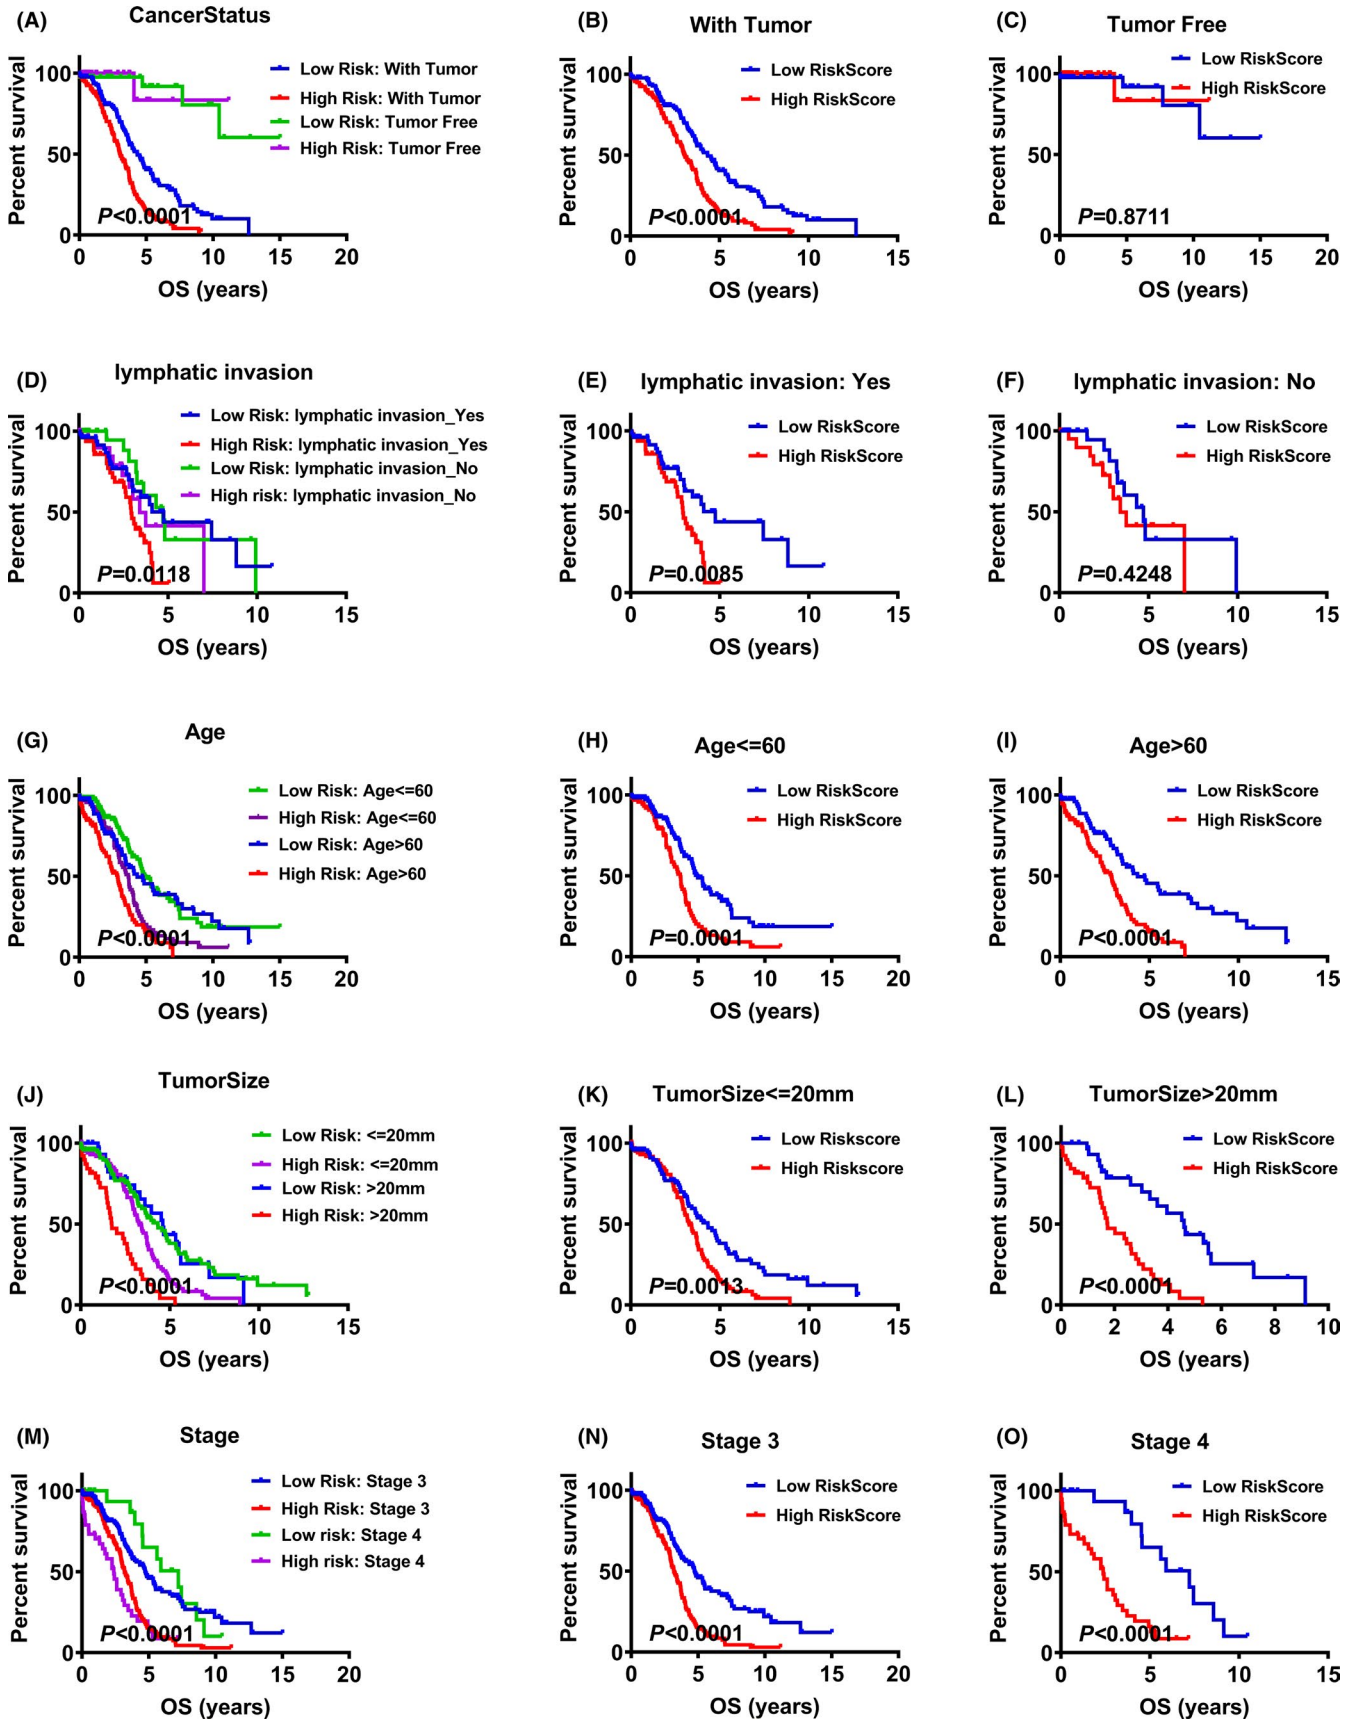 (A) CancerStatus
Percent survival
100
50
0
Low Risk: With Tumor
High Risk: With Tumor
Low Risk: Tumor Free
High Risk: Tumor Free
P<0.0001
0 5 10 15 20
OS (years)
(B) With Tumor
Percent survival
100
50
0
Low RiskScore
High RiskScore
P<0.0001
0 5 10 15
OS (years)
(C) Tumor Free
Percent survival
100
50
0
Low RiskScore
High RiskScore
P=0.8711
0 5 10 15 20
OS (years)
(D) lymphatic invasion
Percent survival
100
50
0
Low Risk: lymphatic invasion_Yes
High Risk: lymphatic invasion_Yes
Low Risk: lymphatic invasion_No
High risk: lymphatic invasion_No
P=0.0118
0 5 10 15
OS (years)
(E) lymphatic invasion: Yes
Percent survival
100
50
0
Low RiskScore
High RiskScore
P=0.0085
0 5 10 15
OS (years)
(F) lymphatic invasion: No
Percent survival
100
50
0
Low RiskScore
High RiskScore
P=0.4248
0 5 10 15
OS (years)
(G) Age
Percent survival
100
50
0
Low Risk: Age<=60
High Risk: Age<=60
Low Risk: Age>60
High Risk: Age>60
P<0.0001
0 5 10 15 20
OS (years)
(H) Age<=60
Percent survival
100
50
0
Low RiskScore
High RiskScore
P=0.0001
0 5 10 15 20
OS (years)
(I) Age>60
Percent survival
100
50
0
Low RiskScore
High RiskScore
P<0.0001
0 5 10 15
OS (years)
(J) TumorSize
Percent survival
100
50
0
Low Risk: <=20mm
High Risk: <=20mm
Low Risk: >20mm
High Risk: >20mm
P<0.0001
0 5 10 15
OS (years)
(K) TumorSize<=20mm
Percent survival
100
50
0
Low Riskscore
High Riskscore
P=0.0013
0 5 10 15
OS (years)
(L) TumorSize>20mm
Percent survival
100
50
0
Low RiskScore
High RiskScore
P<0.0001
0 2 4 6 8 10
OS (years)
(M) Stage
Percent survival
100
50
0
Low Risk: Stage 3
High Risk: Stage 3
Low risk: Stage 4
High risk: Stage 4
P<0.0001
0 5 10 15 20
OS (years)
(N) Stage 3
Percent survival
100
50
0
Low RiskScore
High RiskScore
P<0.0001
0 5 10 15 20
OS (years)
(O) Stage 4
Percent survival
100
50
0
Low RiskScore
High RiskScore
P<0.0001
0 5 10 15
OS (years)